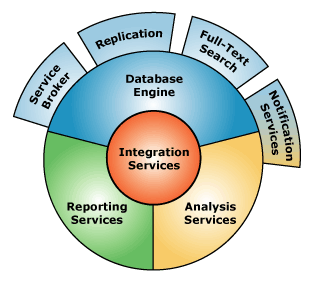 Service
Broker
Replication
Full-Text
Search
Notification
Services
Database
Engine
Integration
Services
Reporting
Services
Analysis
Services